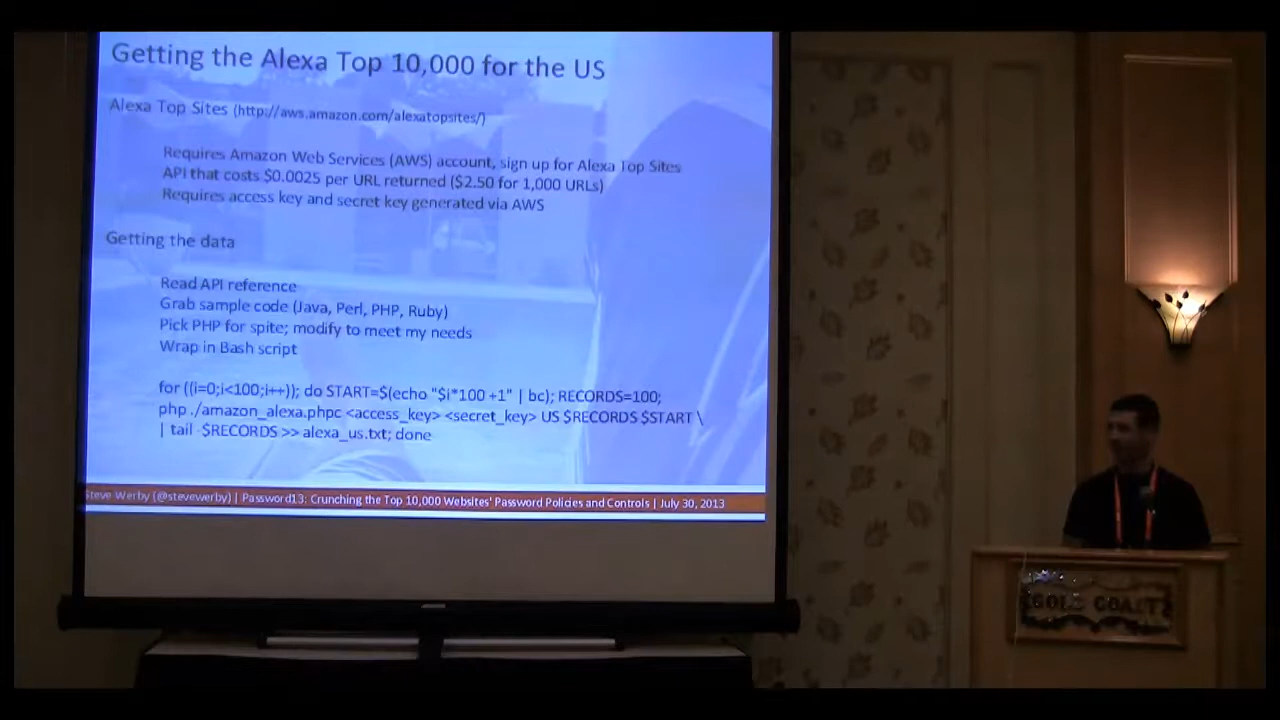 Getting the Alexa Top 10,000 for the US
Alexa Top Sites (http://aws.amazon.com/alexatopsites/)
Requires Amazon Web Services (AWS) account, sign up for Alexa Top Sites
API that costs $0.0025 per URL returned ($2.50 for 1,000 URLs)
Requires access key and secret key generated via AWS
Getting the data
Read API reference
Grab sample code (Java, Perl, PHP, Ruby)
Pick PHP for spite; modify to meet my needs
Wrap in Bash script
for ((i=0;i<100;i++)); do START=$(echo "$i*100 +1" | bc); RECORDS=100;
php ./amazon_alexa.phpc <access_key> <secret_key> US $RECORDS $START \
| tail -$RECORDS >> alexa_us.txt; done
Steve Werby (@stevewerby) | Password13: Crunching the Top 10,000 Websites' Password Policies and Controls | July 30, 2013
GOLD COAST